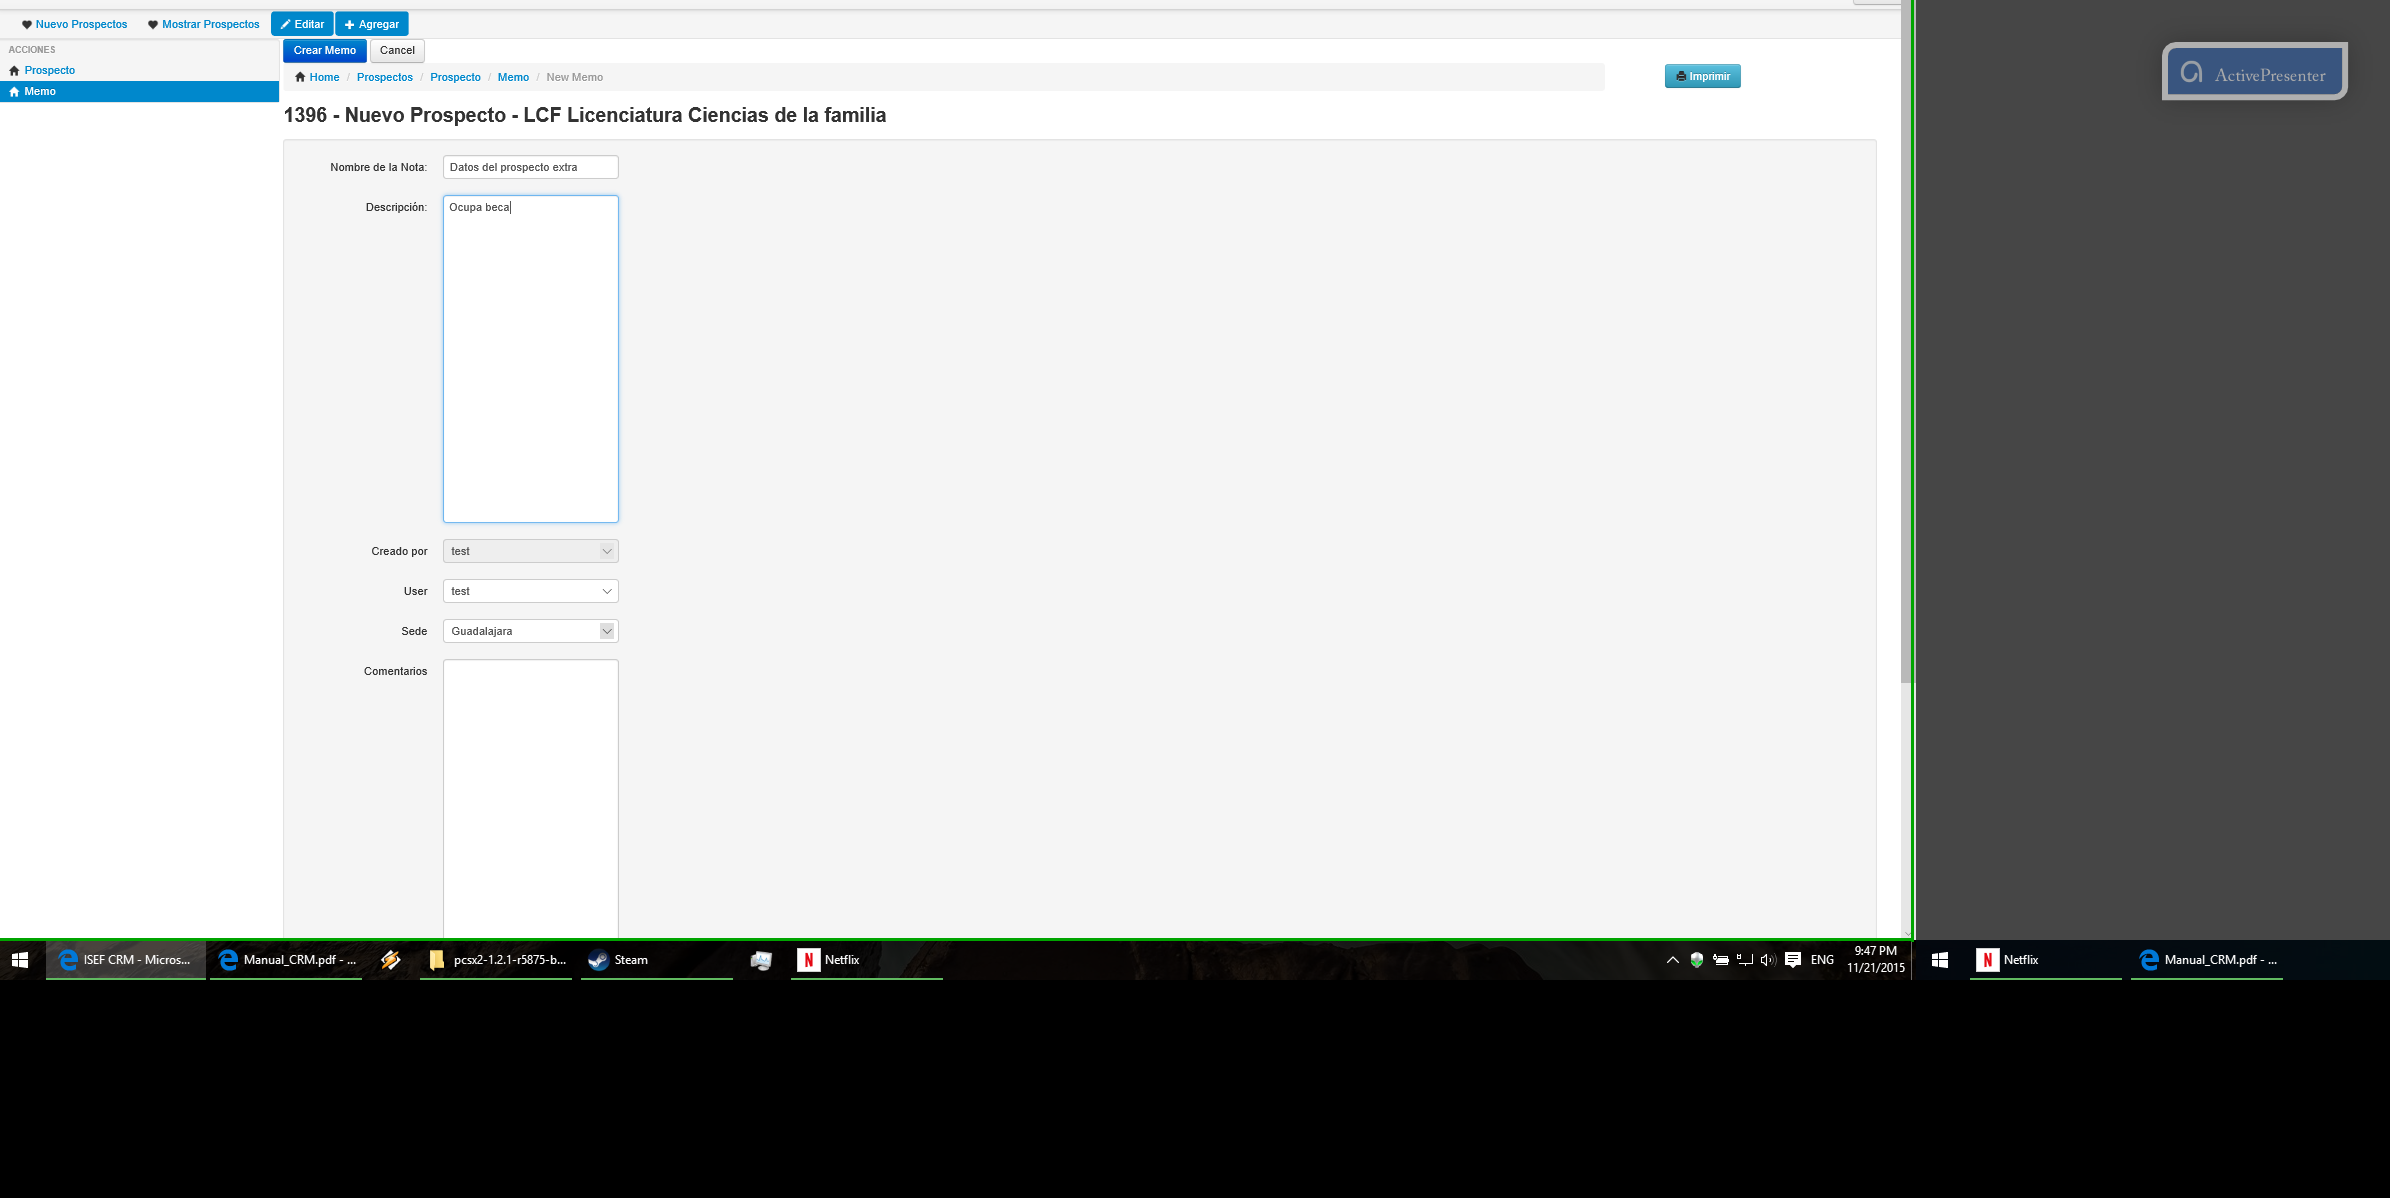 Nuevo Prospectos Mostrar Prospectos Editar Agregar
ACCIONES
Prospecto
Memo
Crear Memo Cancel
Home / Prospectos / Prospecto / Memo / New Memo
Imprimir
ActivePresenter
1396 - Nuevo Prospecto - LCF Licenciatura Ciencias de la familia
Nombre de la Nota: Datos del prospecto extra
Descripción: Ocupa beca
Creado por test
User test
Sede Guadalajara
Comentarios
ISEF CRM - Micros... Manual_CRM.pdf - ... pcsx2-1.2.1-r5875-b... Steam Netflix
ENG
9:47 PM
11/21/2015
Netflix Manual_CRM.pdf - ...